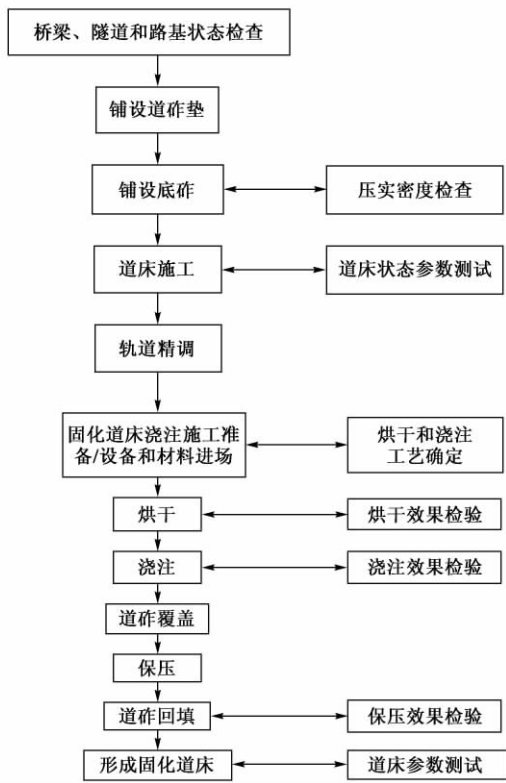 桥梁、隧道和路基状态检查
铺设道砟垫
铺设底砟
压实密度检查
道床施工
道床状态参数测试
轨道精调
固化道床浇注施工准
备/设备和材料进场
烘干和浇注
工艺确定
烘干
烘干效果检验
浇注
浇注效果检验
道砟覆盖
保压
道砟回填
保压效果检验
形成固化道床
道床参数测试